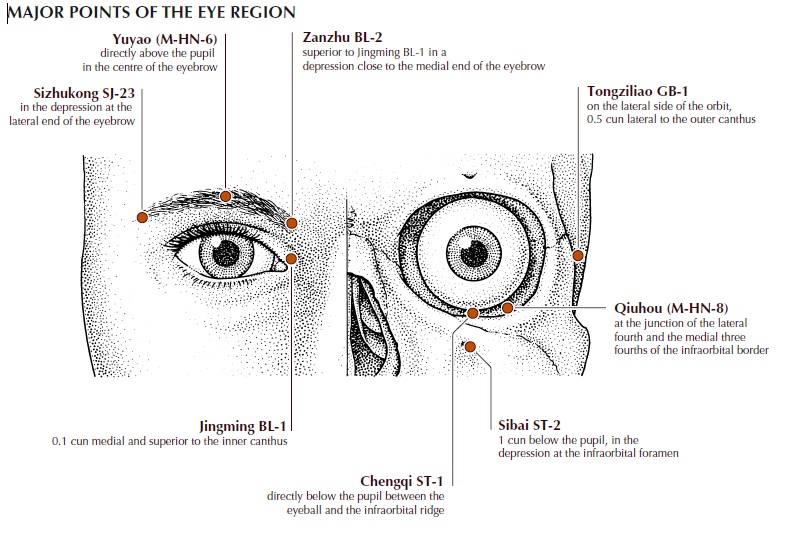 MAJOR POINTS OF THE EYE REGION
Yuyao (M-HN-6)
directly above the pupil
in the centre of the eyebrow
Zanzhu BL-2
superior to Jingming BL-1 in a
depression close to the medial end of the eyebrow
Sizhukong SJ-23
in the depression at the
lateral end of the eyebrow
Tongziliao GB-1
on the lateral side of the orbit,
0.5 cun lateral to the outer canthus
Qiuhou (M-HN-8)
at the junction of the lateral
fourth and the medial three
fourths of the infraorbital border
Jingming BL-1
0.1 cun medial and superior to the inner canthus
Sibai ST-2
1 cun below the pupil, in the
depression at the infraorbital foramen
Chengqi ST-1
directly below the pupil between the
eyeball and the infraorbital ridge